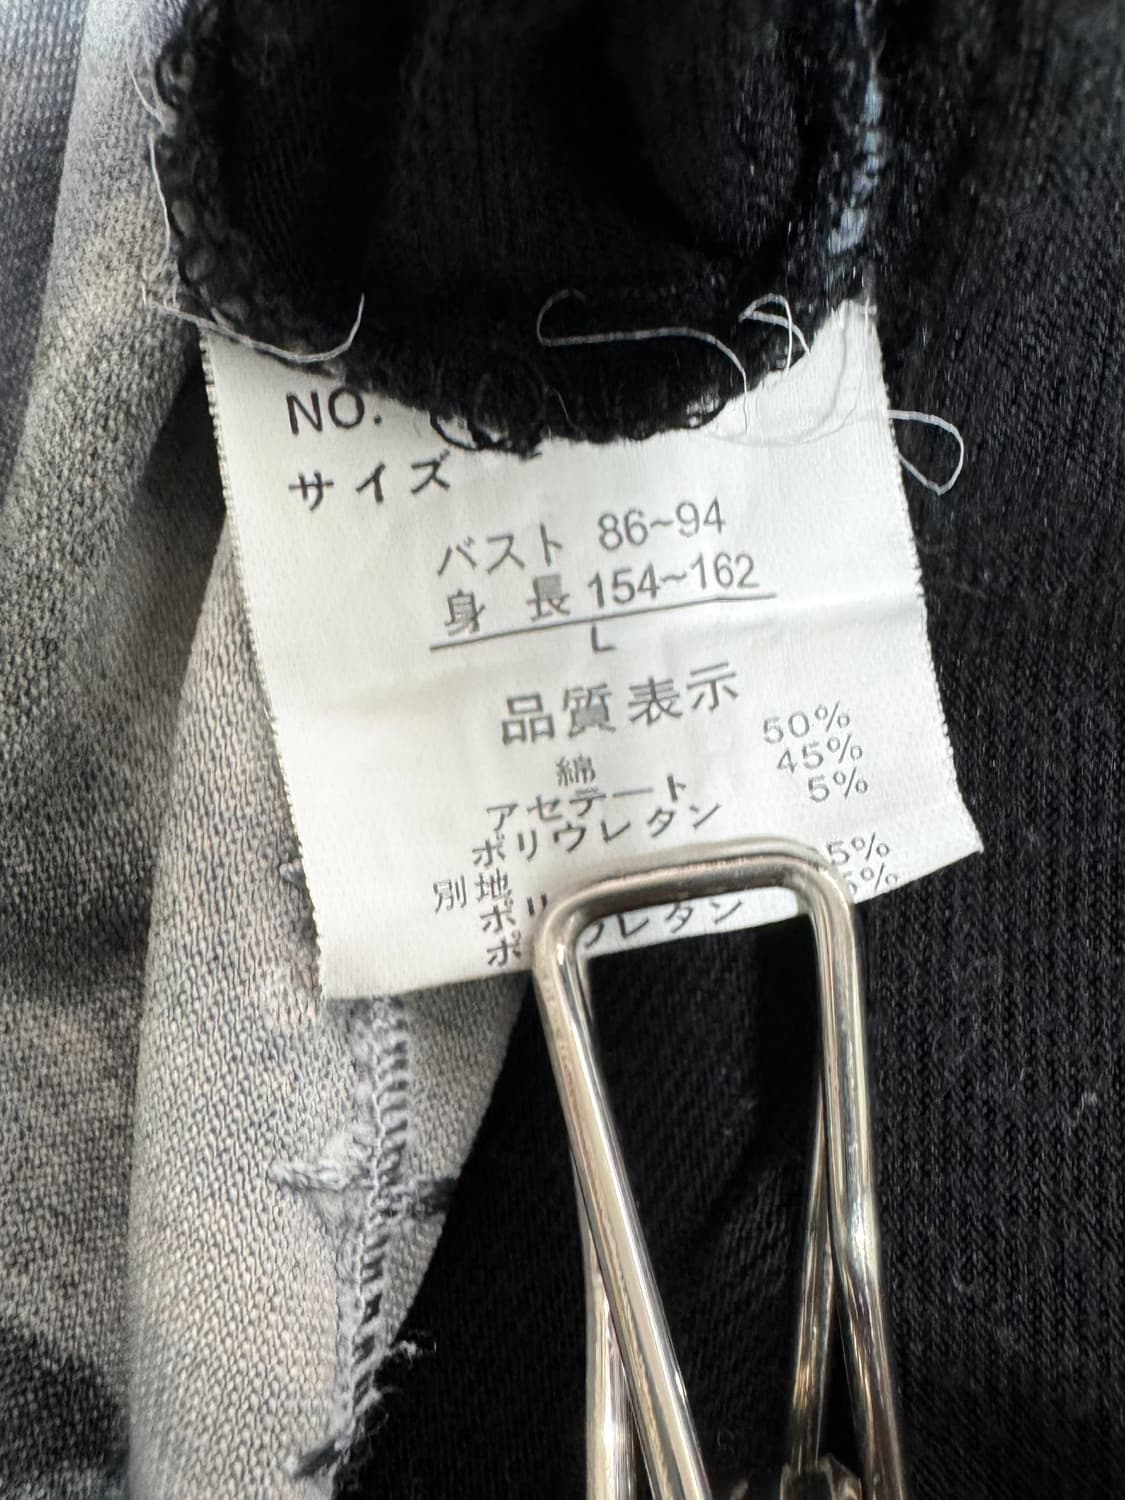 NO.
サイズ
バスト 86~94
身 長 154~162
L
品質表示
綿 50%
アセテート 45%
ポリウレタン 5%
別地